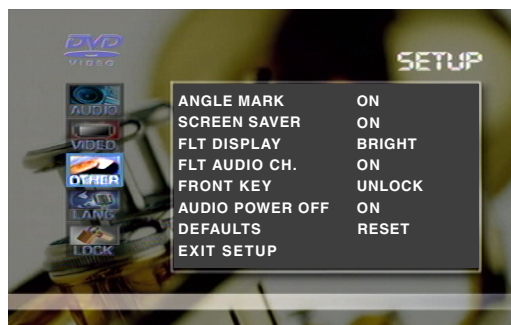 DVD
VIDEO
SETUP
AUDIO
VIDEO
OTHER
LANG
LOCK
ANGLE MARK ON
SCREEN SAVER ON
FLT DISPLAY BRIGHT
FLT AUDIO CH. ON
FRONT KEY UNLOCK
AUDIO POWER OFF ON
DEFAULTS RESET
EXIT SETUP